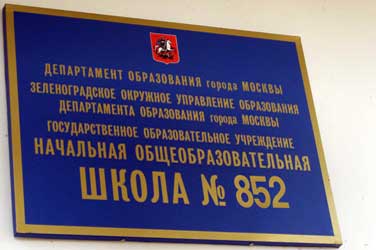 ДЕПАРТАМЕНТ ОБРАЗОВАНИЯ города МОСКВЫ
ЗЕЛЕНОГРАДСКОЕ ОКРУЖНОЕ УПРАВЛЕНИЕ ОБРАЗОВАНИЯ
ДЕПАРТАМЕНТА ОБРАЗОВАНИЯ города МОСКВЫ
ГОСУДАРСТВЕННОЕ ОБРАЗОВАТЕЛЬНОЕ УЧРЕЖДЕНИЕ
НАЧАЛЬНАЯ ОБЩЕОБРАЗОВАТЕЛЬНАЯ
ШКОЛА № 852